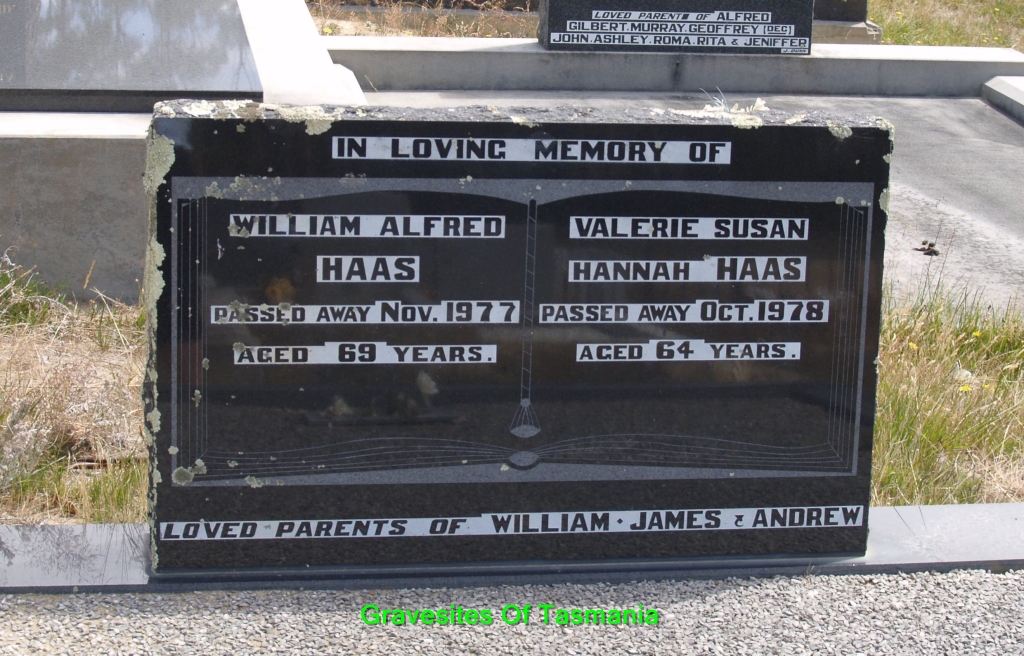 LOVED PARENTS OF ALFRED
GILBERT. MURRAY. GEOFFREY (DEC)
JOHN. ASHLEY. ROMA. RITA & JENIFFER
IN LOVING MEMORY OF
WILLIAM ALFRED
HAAS
PASSED AWAY NOV. 1977
AGED 69 YEARS.
VALERIE SUSAN
HANNAH HAAS
PASSED AWAY OCT. 1978
AGED 64 YEARS.
LOVED PARENTS OF WILLIAM · JAMES & ANDREW
Gravesites Of Tasmania